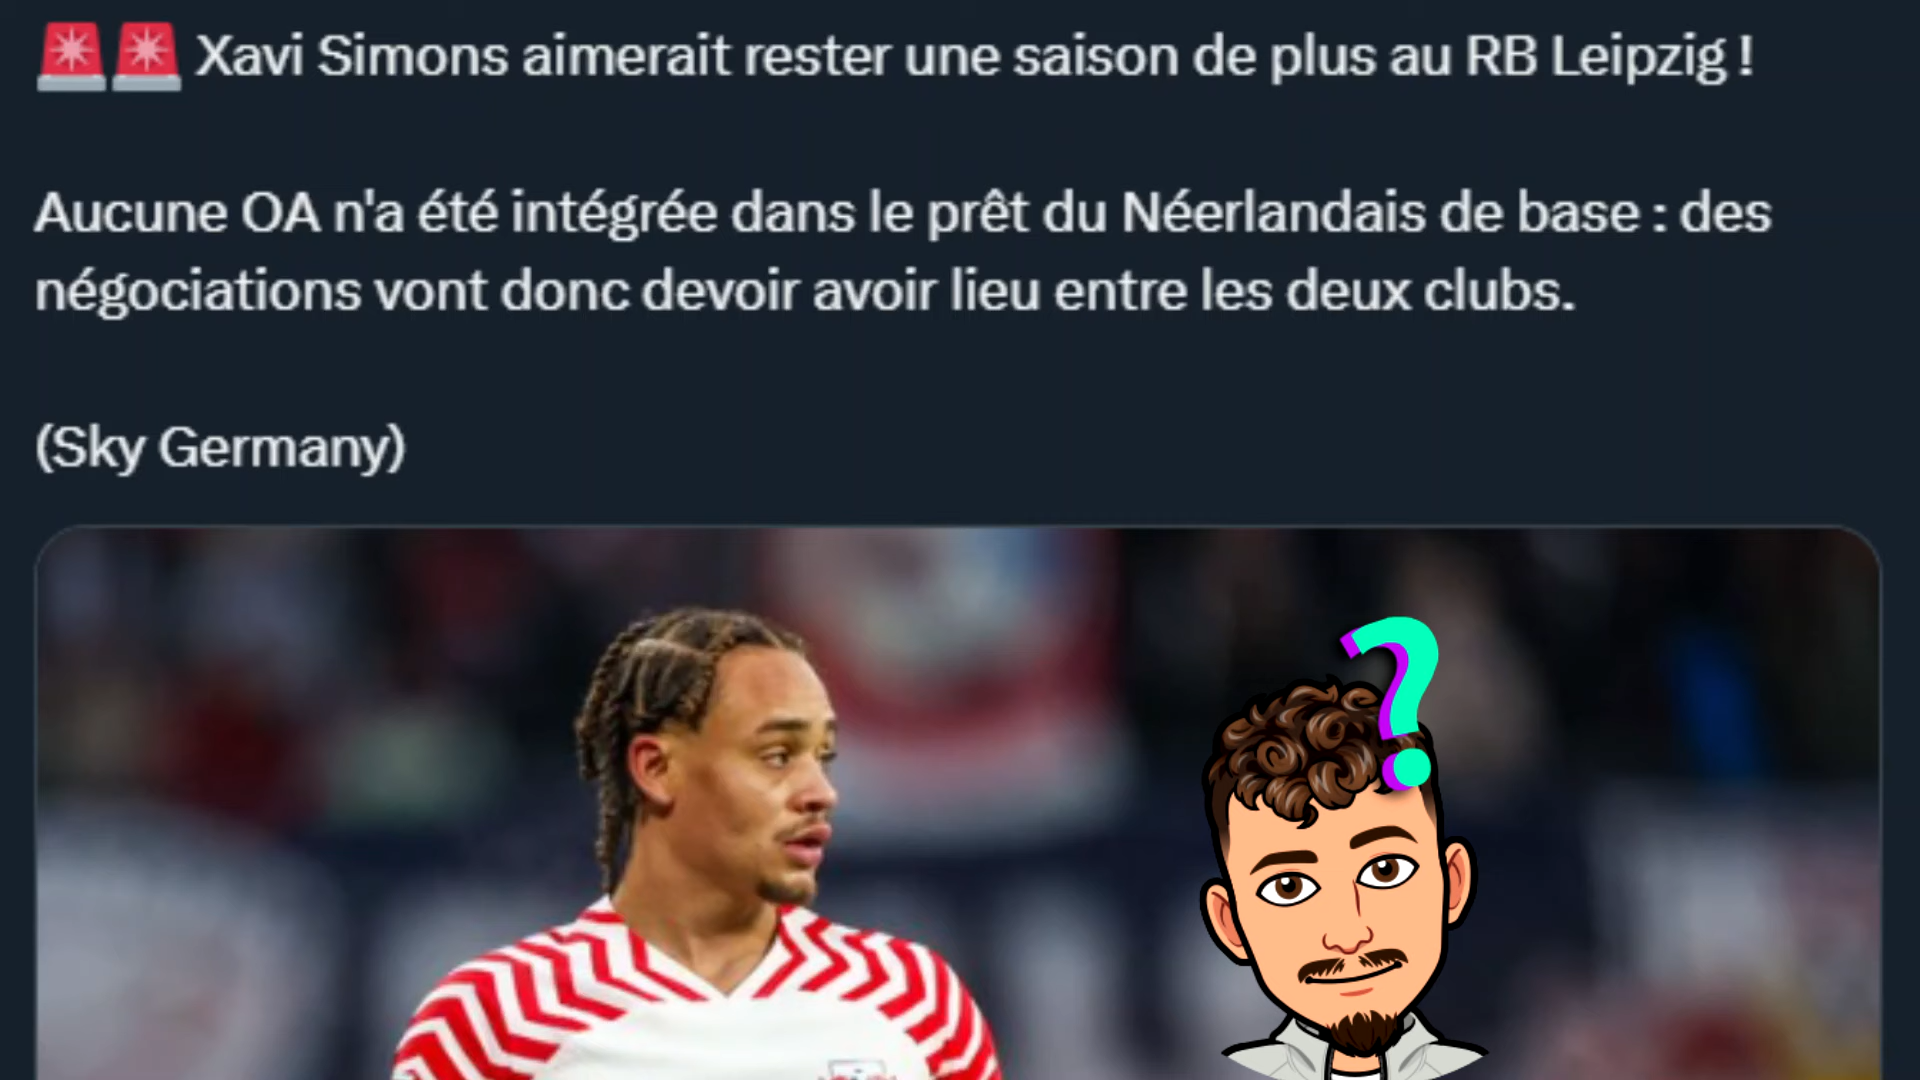 🚨🚨 Xavi Simons aimerait rester une saison de plus au RB Leipzig !
Aucune OA n'a été intégrée dans le prêt du Néerlandais de base : des
négociations vont donc devoir avoir lieu entre les deux clubs.
(Sky Germany)
?